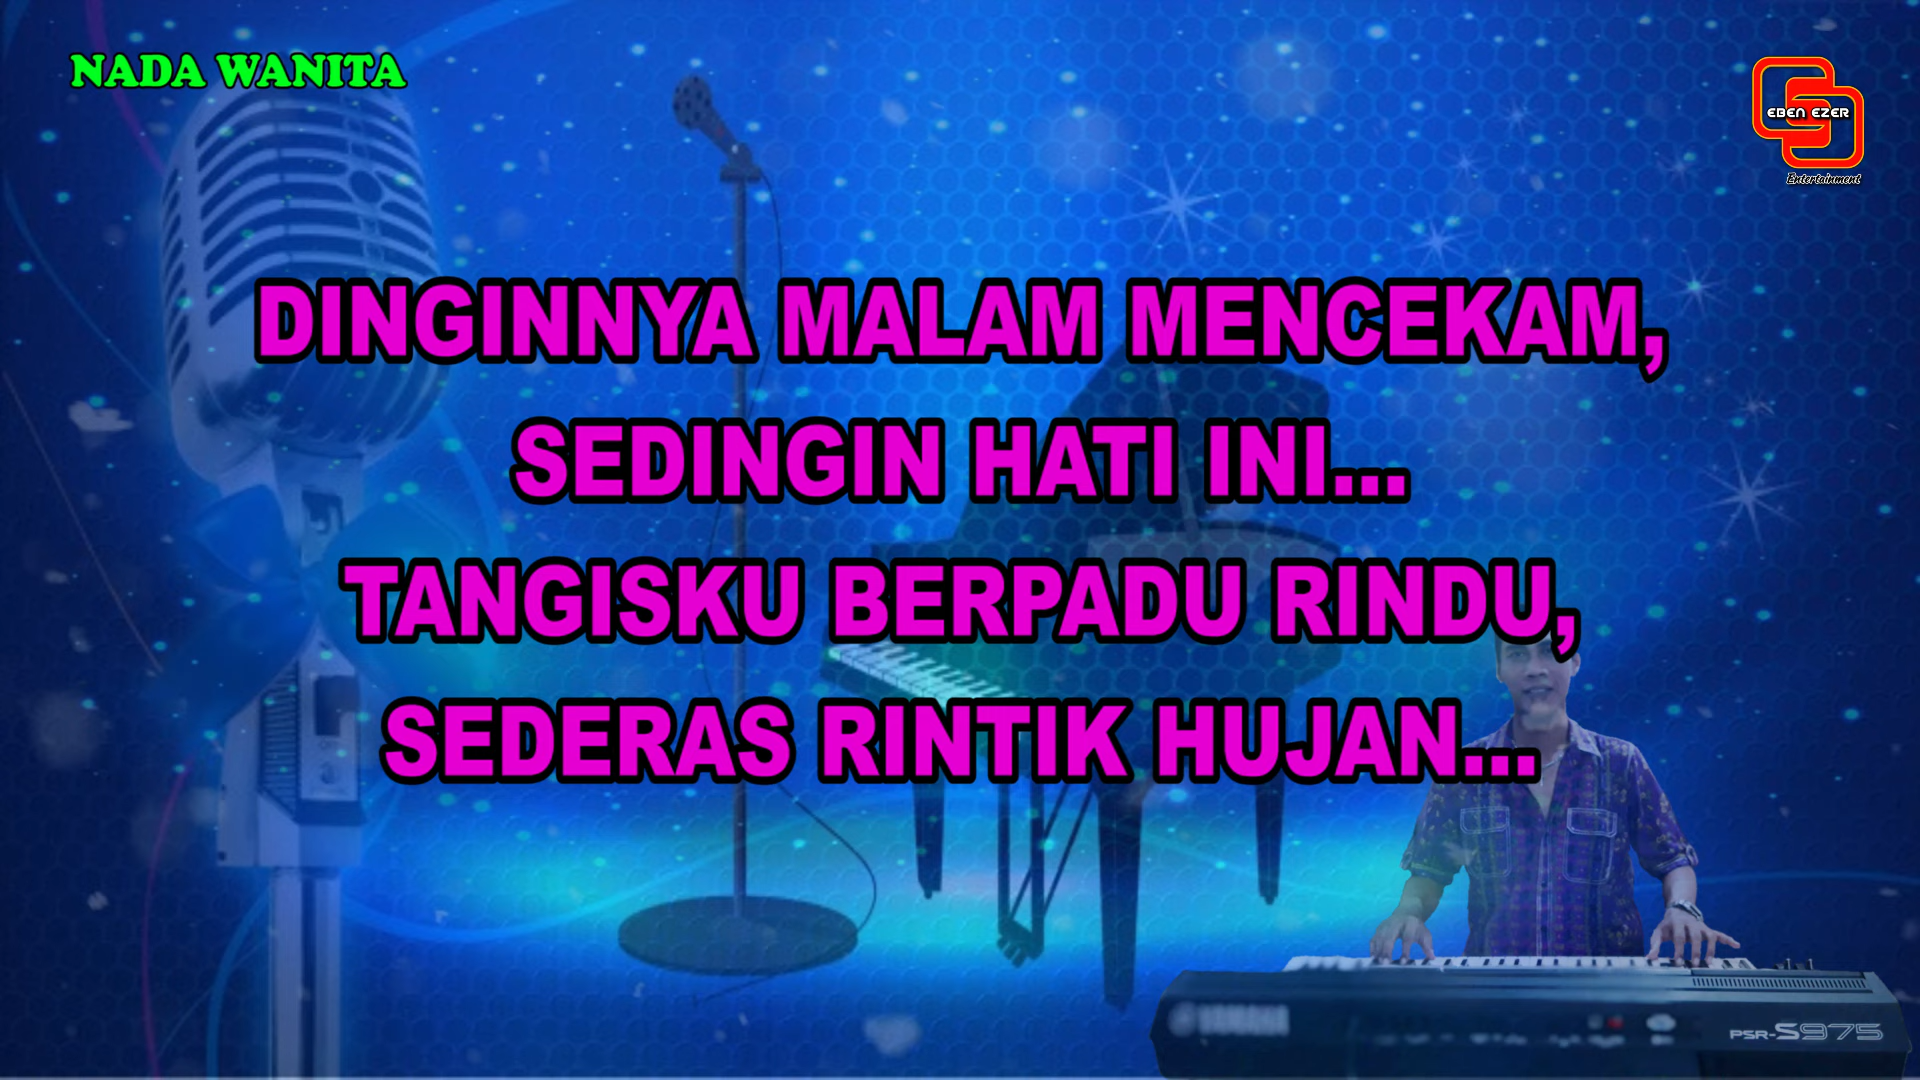 NADA WANITA
EBEN EZER
Entertainment
DINGINNYA MALAM MENCEKAM,
SEDINGIN HATI INI...
TANGISKU BERPADU RINDU,
SEDERAS RINTIK HUJAN...
YAMAHA
PSR-S975